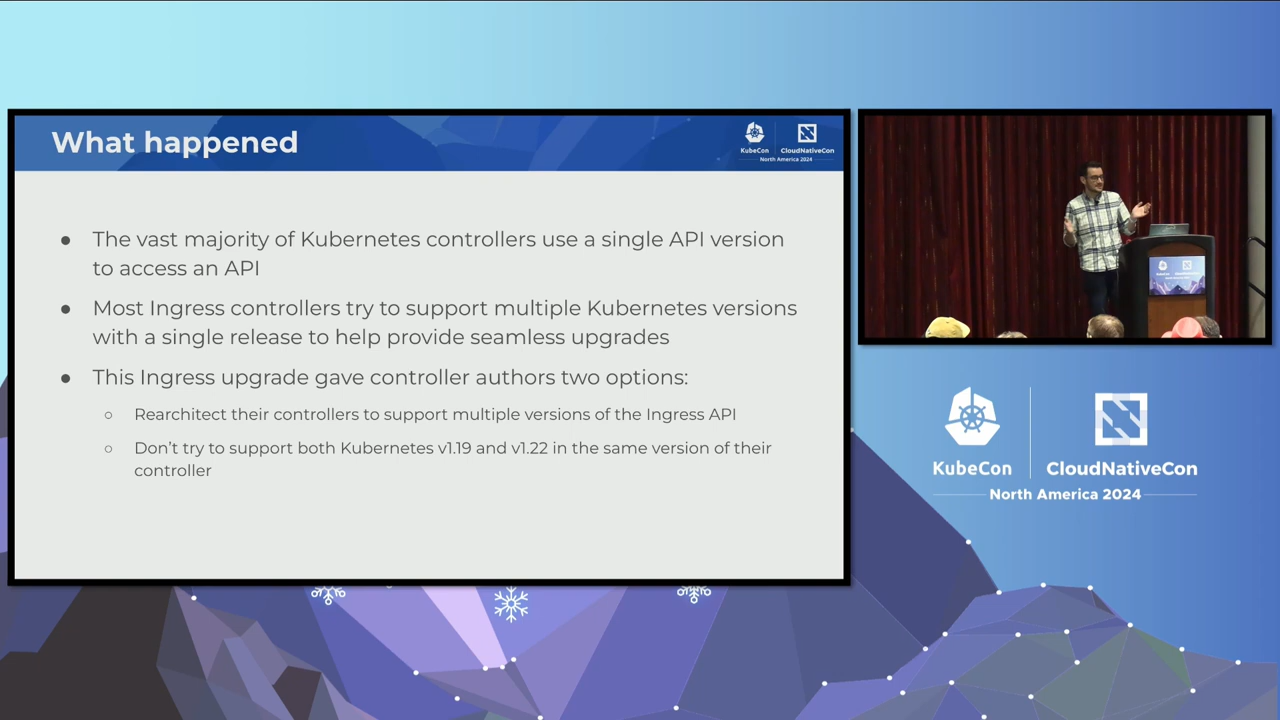 What happened
KubeCon
CloudNativeCon
North America 2024
● The vast majority of Kubernetes controllers use a single API version
to access an API
● Most Ingress controllers try to support multiple Kubernetes versions
with a single release to help provide seamless upgrades
● This Ingress upgrade gave controller authors two options:
○ Rearchitect their controllers to support multiple versions of the Ingress API
○ Don’t try to support both Kubernetes v1.19 and v1.22 in the same version of their
controller
KubeCon
CloudNativeCon
North America 2024